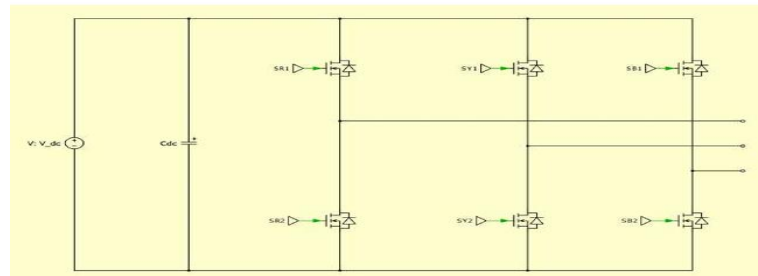 SR1
SY1
SB1
V: V_dc
Cdc
+
SR2
SY2
SB2